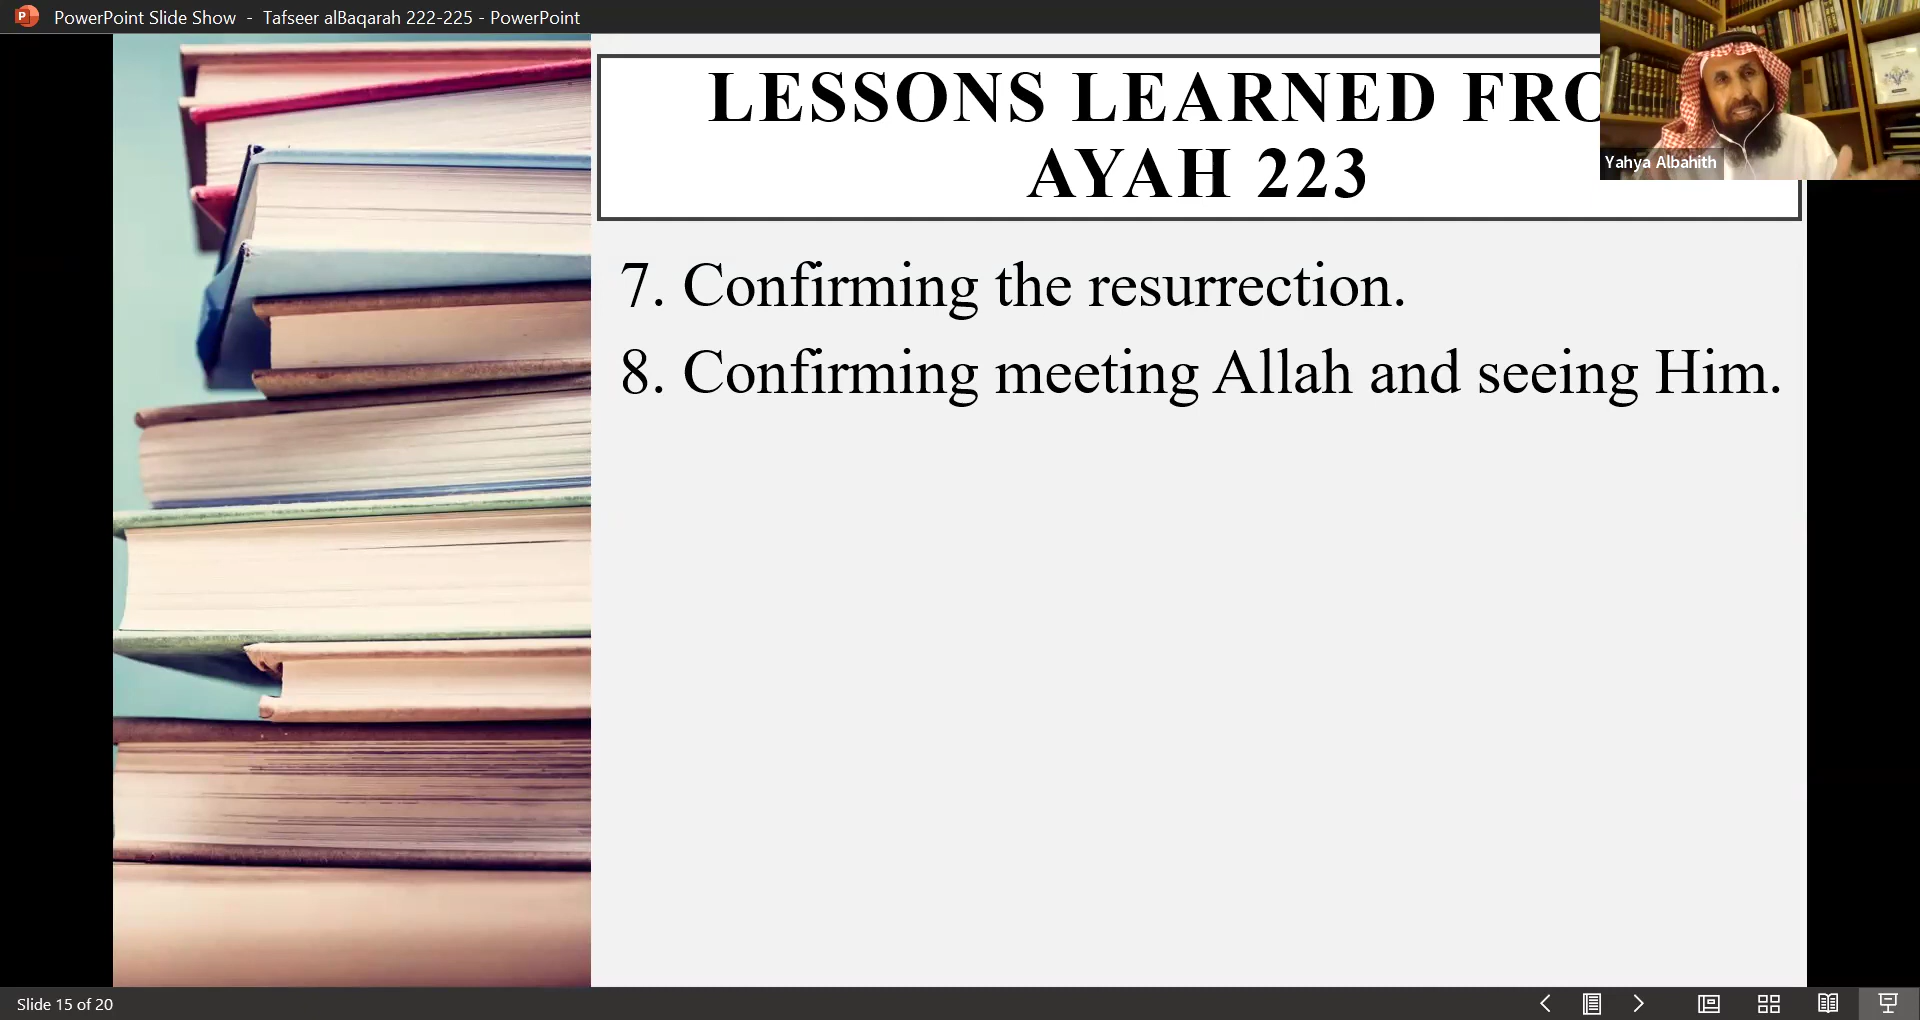 PowerPoint Slide Show - Tafseer alBaqarah 222-225 - PowerPoint
LESSONS LEARNED FRO
AYAH 223
Yahya Albahith
7. Confirming the resurrection.
8. Confirming meeting Allah and seeing Him.
Slide 15 of 20